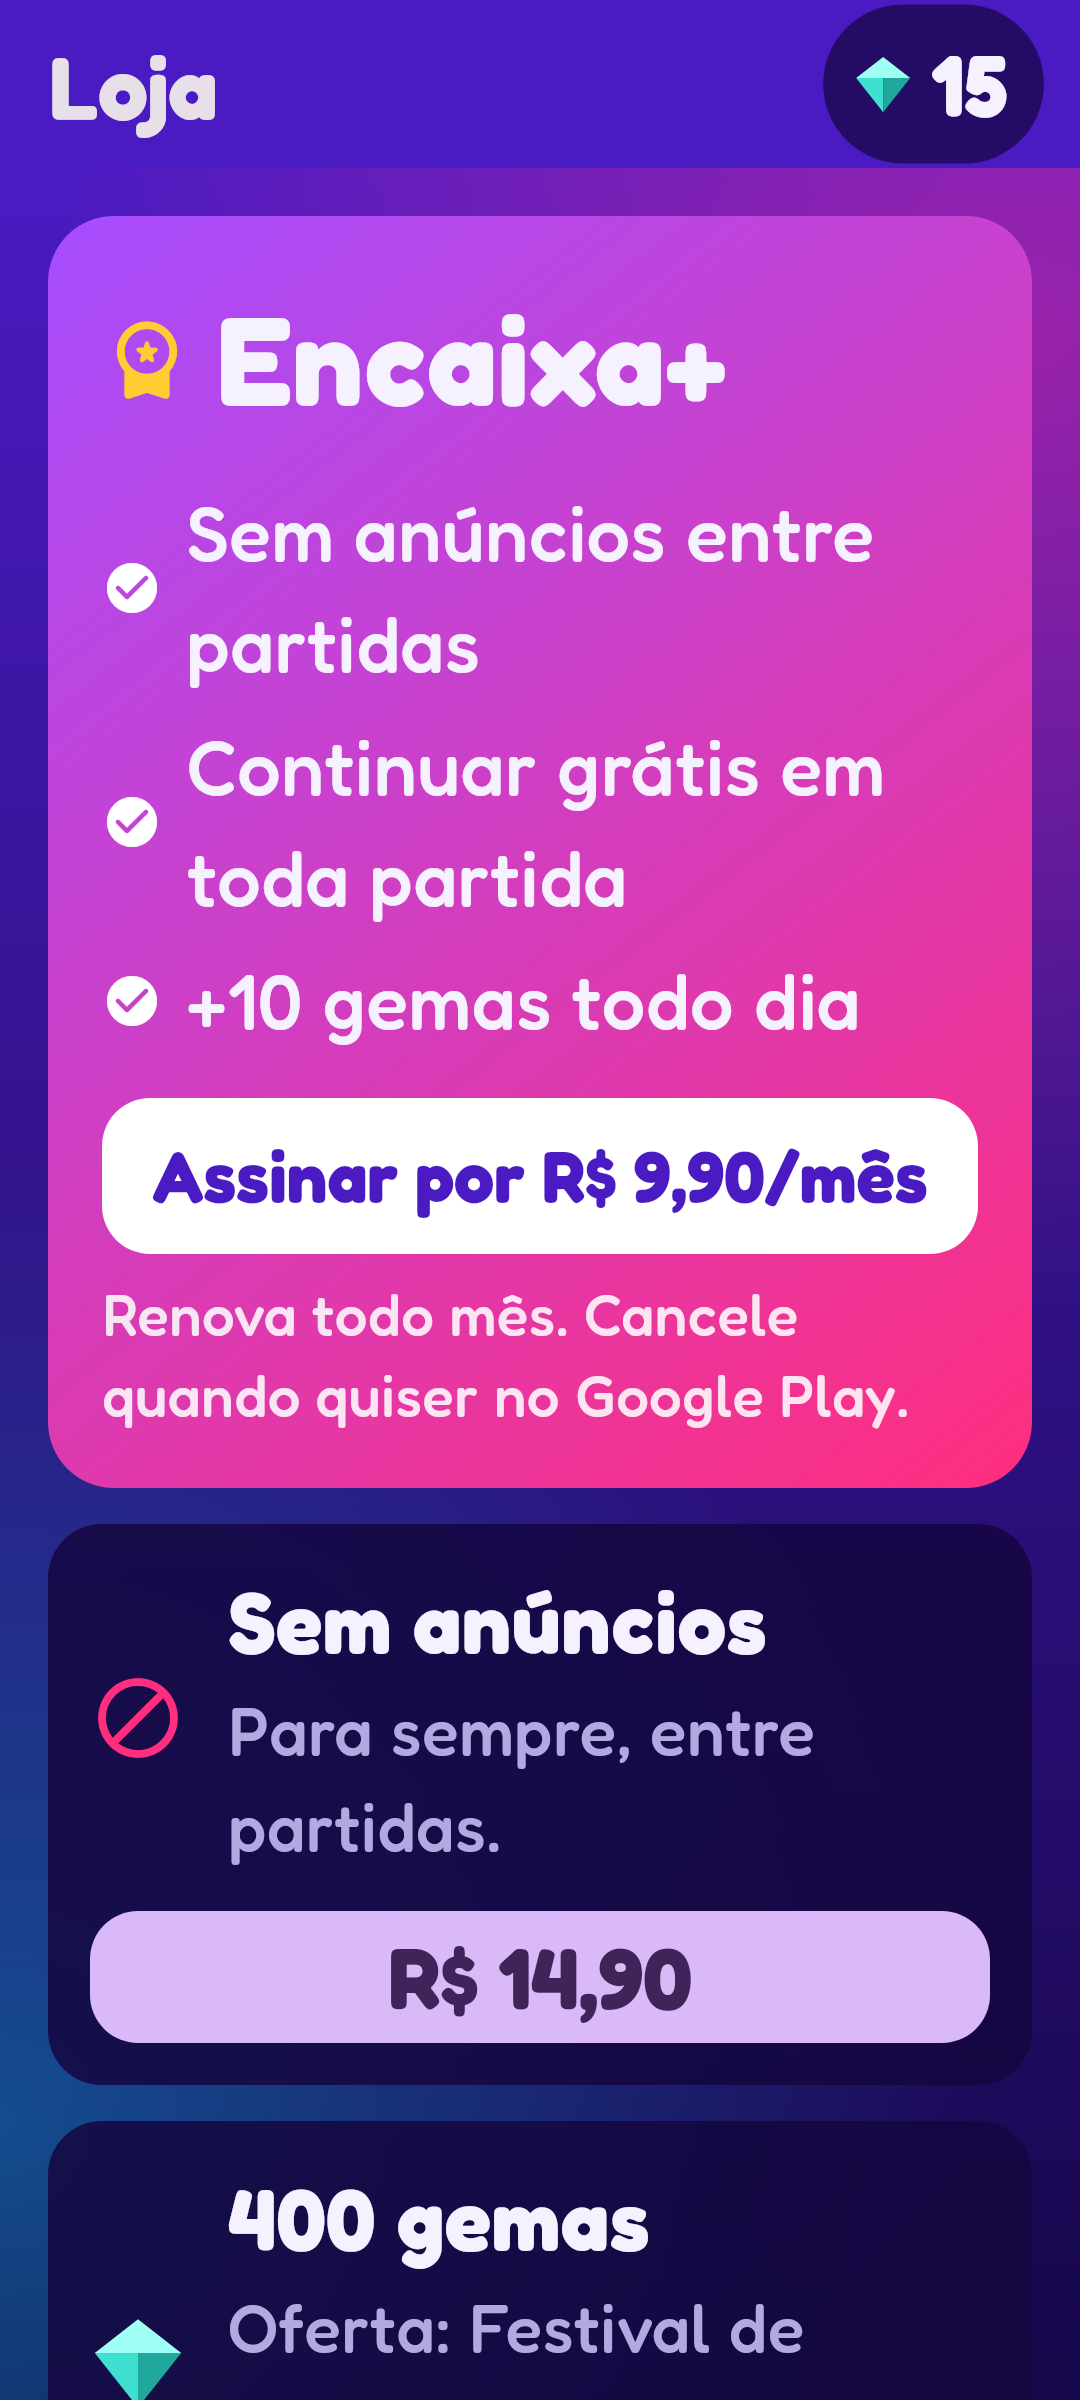 Loja
15
Encaixa+
Sem anúncios entre
partidas
Continuar grátis em
toda partida
+10 gemas todo dia
Assinar por R$ 9,90/mês
Renova todo mês. Cancele
quando quiser no Google Play.
Sem anúncios
Para sempre, entre
partidas.
R$ 14,90
400 gemas
Oferta: Festival de